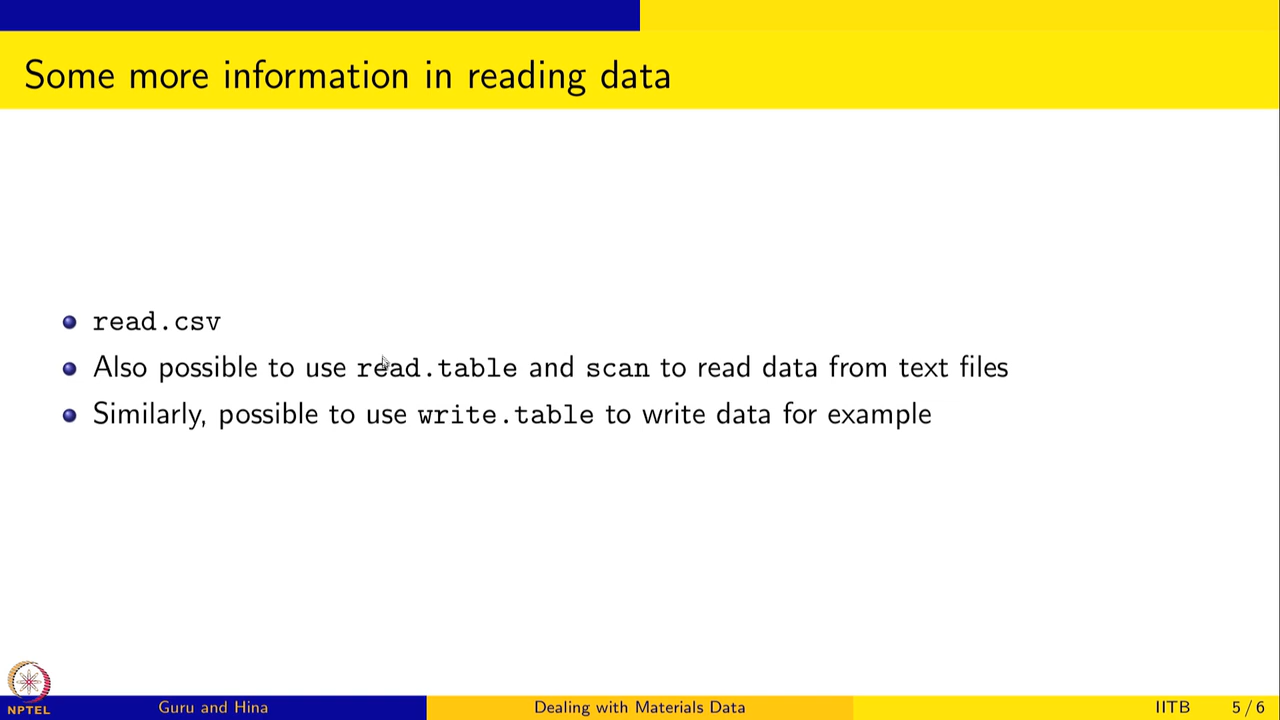 Some more information in reading data
read.csv
Also possible to use read.table and scan to read data from text files
Similarly, possible to use write.table to write data for example
NPTEL
Guru and Hina
Dealing with Materials Data
IITB
5 / 6